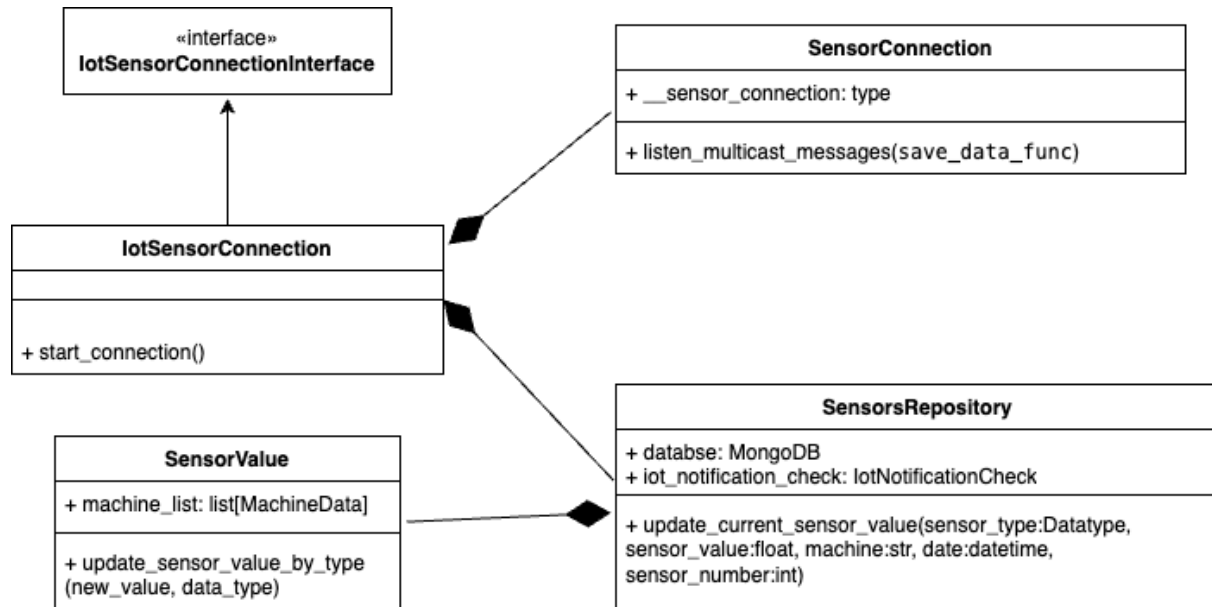 «interface»
IotSensorConnectionInterface
SensorConnection
+ __sensor_connection: type
+ listen_multicast_messages(save_data_func)
IotSensorConnection
+ start_connection()
SensorsRepository
+ databse: MongoDB
+ iot_notification_check: IotNotificationCheck
+ update_current_sensor_value(sensor_type:Datatype,
sensor_value:float, machine:str, date:datetime,
sensor_number:int)
SensorValue
+ machine_list: list[MachineData]
+ update_sensor_value_by_type
(new_value, data_type)